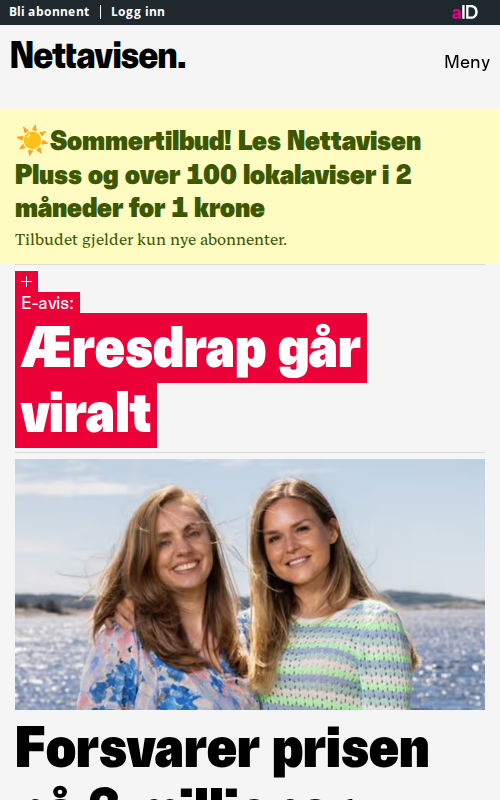 Bli abonnent
Logg inn
aID
Nettavisen.
Meny
☀️Sommertilbud! Les Nettavisen
Pluss og over 100 lokalaviser i 2
måneder for 1 krone
Tilbudet gjelder kun nye abonnenter.
+
E-avis:
Æresdrap går
viralt
Forsvarer prisen